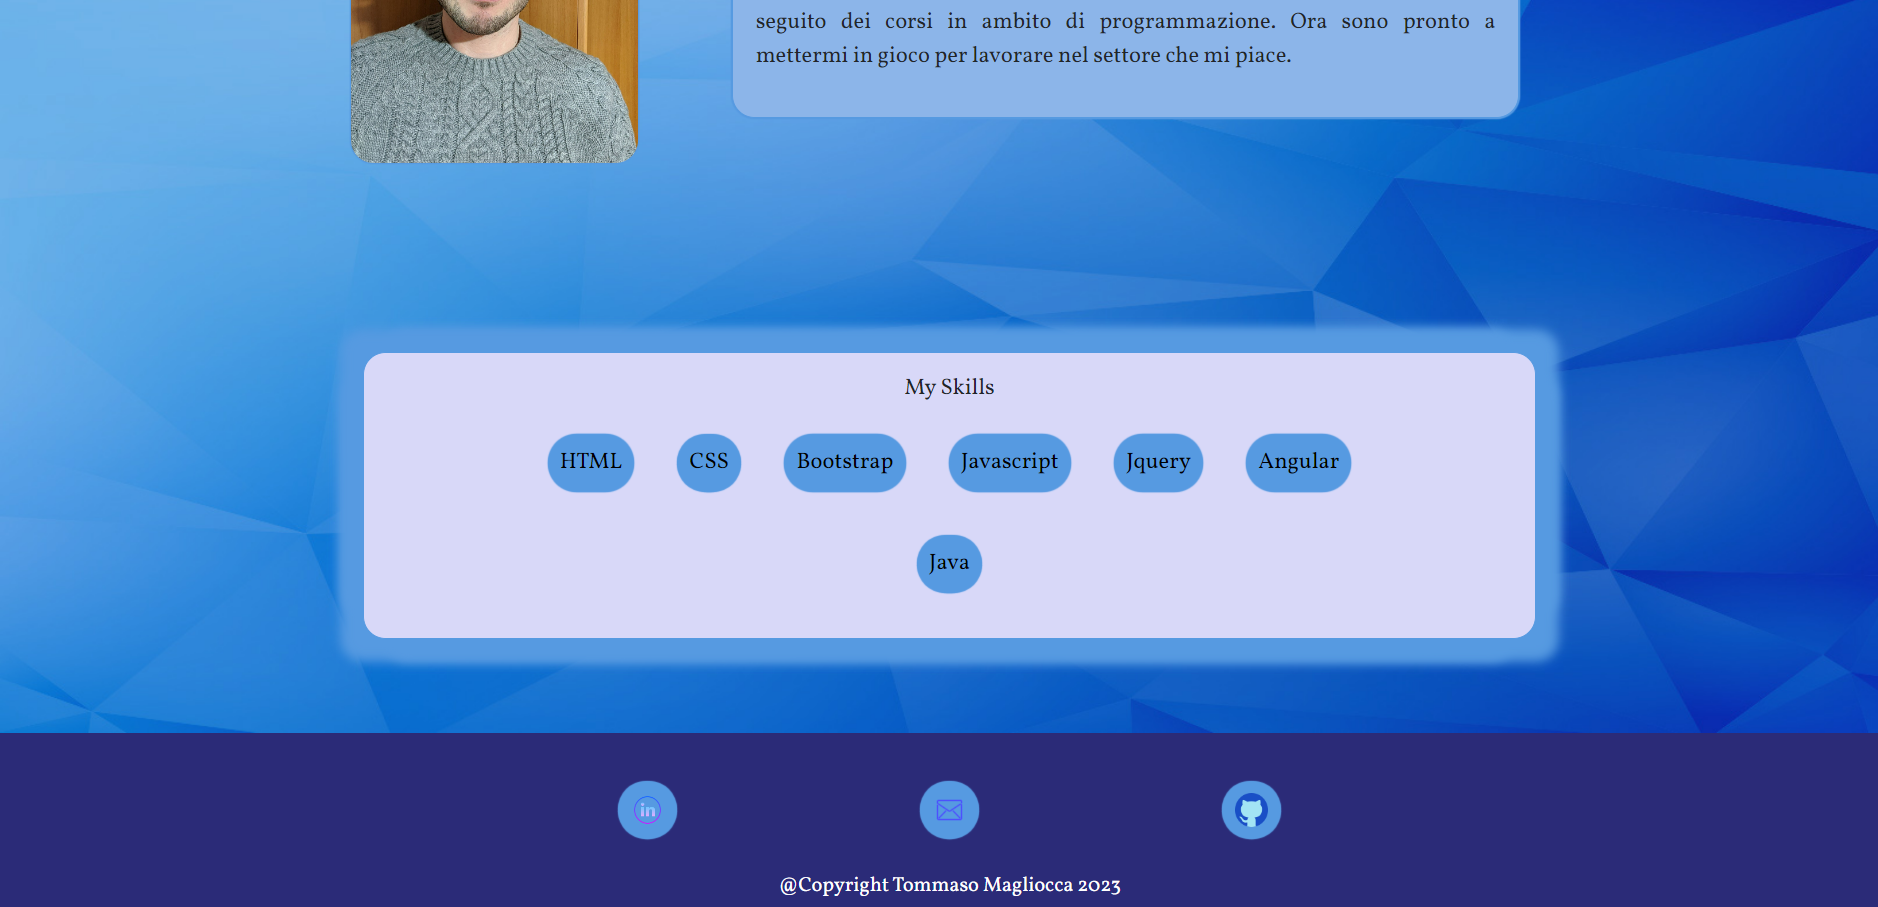 seguito dei corsi in ambito di programmazione. Ora sono pronto a
mettermi in gioco per lavorare nel settore che mi piace.
My Skills
HTML CSS Bootstrap Javascript Jquery Angular
Java
in
@Copyright Tommaso Magliocca 2023